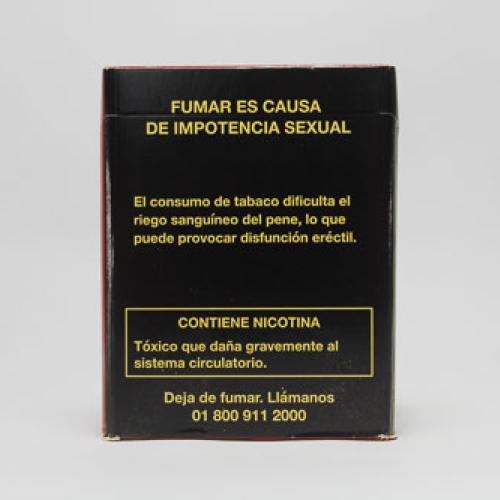 FUMAR ES CAUSA
DE IMPOTENCIA SEXUAL
El consumo de tabaco dificulta el
riego sanguíneo del pene, lo que
puede provocar disfunción eréctil.
CONTIENE NICOTINA
Tóxico que daña gravemente al
sistema circulatorio.
Deja de fumar. Llámanos
01 800 911 2000